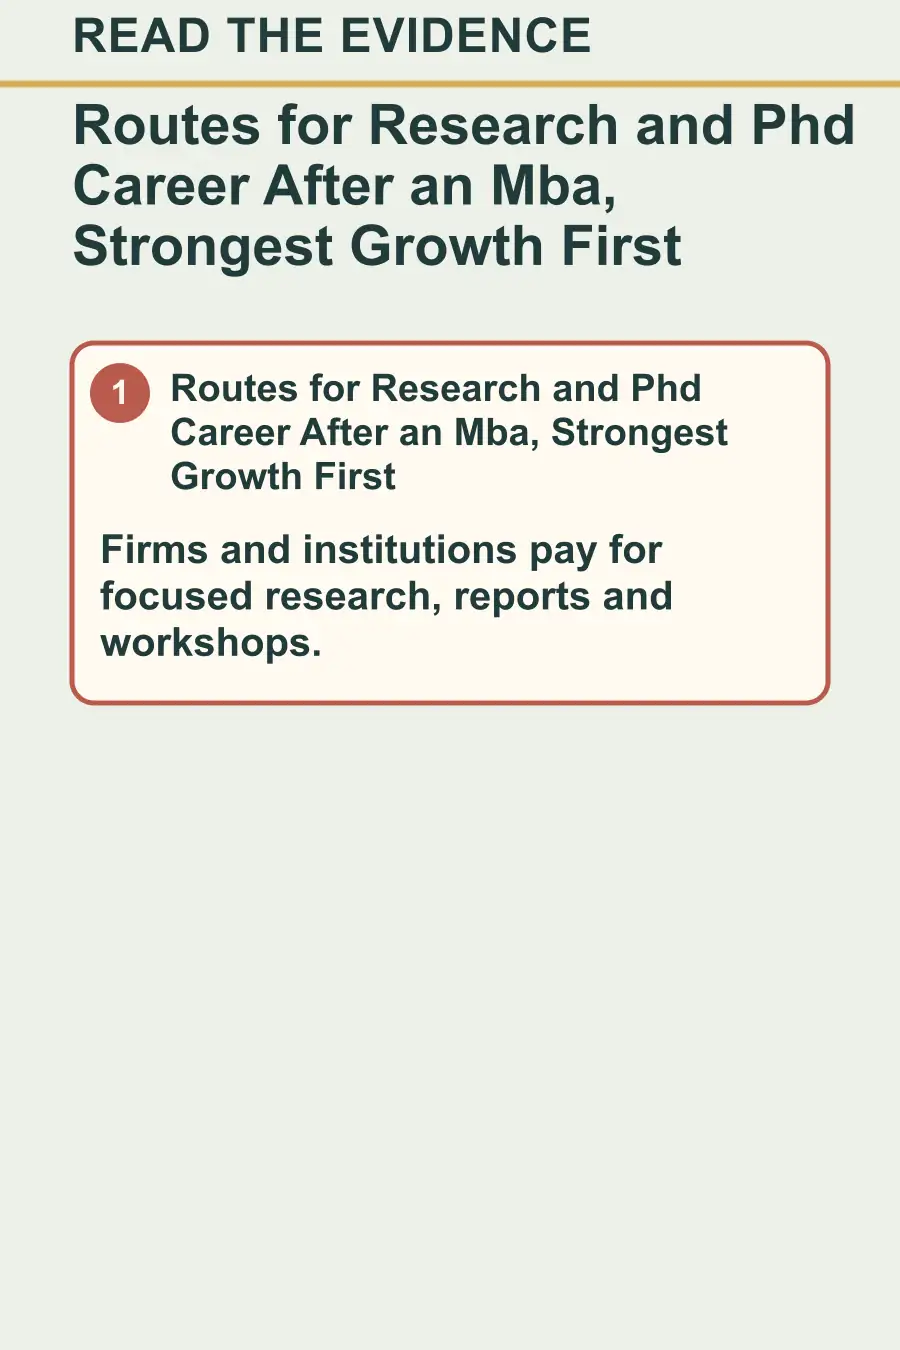 READ THE EVIDENCE
Routes for Research and Phd
Career After an Mba,
Strongest Growth First
1
Routes for Research and Phd
Career After an Mba, Strongest
Growth First
Firms and institutions pay for
focused research, reports and
workshops.